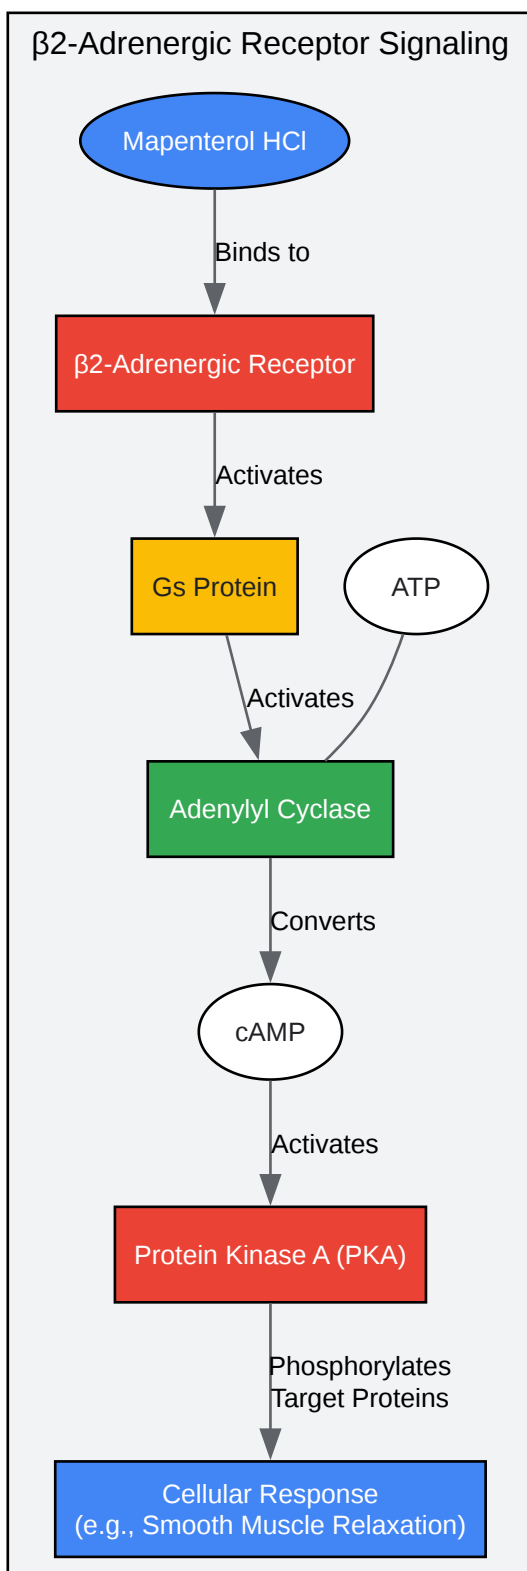 β2-Adrenergic Receptor Signaling
Mapenterol HCl
Binds to
β2-Adrenergic Receptor
Activates
Gs Protein
ATP
Activates
Adenylyl Cyclase
Converts
cAMP
Activates
Protein Kinase A (PKA)
Phosphorylates
Target Proteins
Cellular Response
(e.g., Smooth Muscle Relaxation)